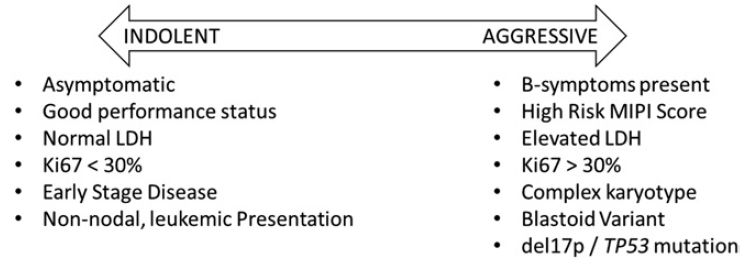 INDOLENT AGGRESSIVE
• Asymptomatic
• Good performance status
• Normal LDH
• Ki67 < 30%
• Early Stage Disease
• Non-nodal, leukemic Presentation
• B-symptoms present
• High Risk MIPI Score
• Elevated LDH
• Ki67 > 30%
• Complex karyotype
• Blastoid Variant
• del17p / TP53 mutation